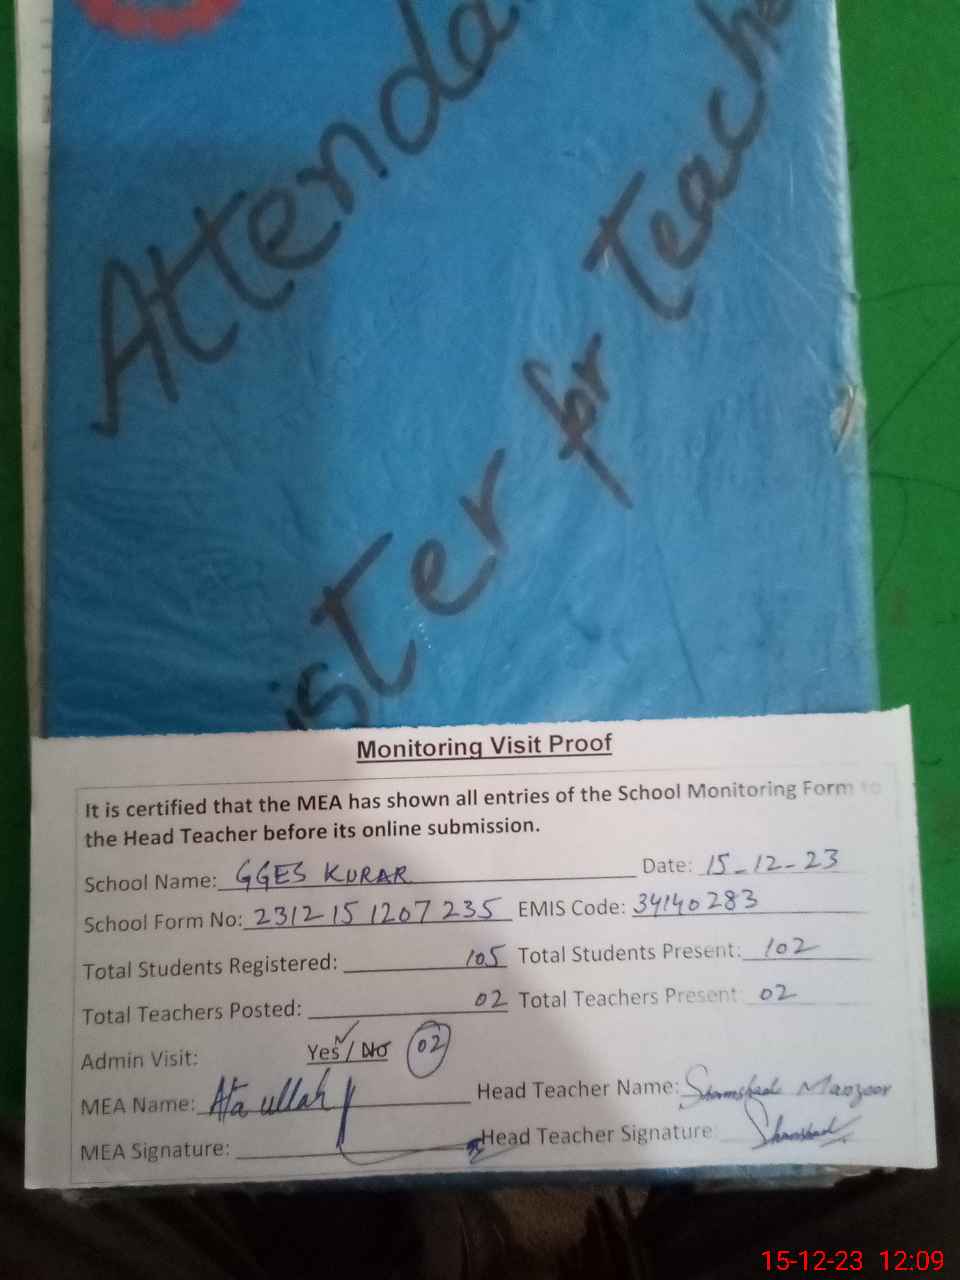 Attenda
ister for Teache
Monitoring Visit Proof
It is certified that the MEA has shown all entries of the School Monitoring Form to
the Head Teacher before its online submission.
School Name: GGES KURAR Date: 15-12-23
School Form No: 2312151207235 EMIS Code: 34140283
Total Students Registered: 105 Total Students Present: 102
Total Teachers Posted: 02 Total Teachers Present 02
Admin Visit: Yes / No 02
MEA Name: Ata ullah Head Teacher Name: Shamshad Manzoor
MEA Signature: Head Teacher Signature: Shamshad
15-12-23 12:09